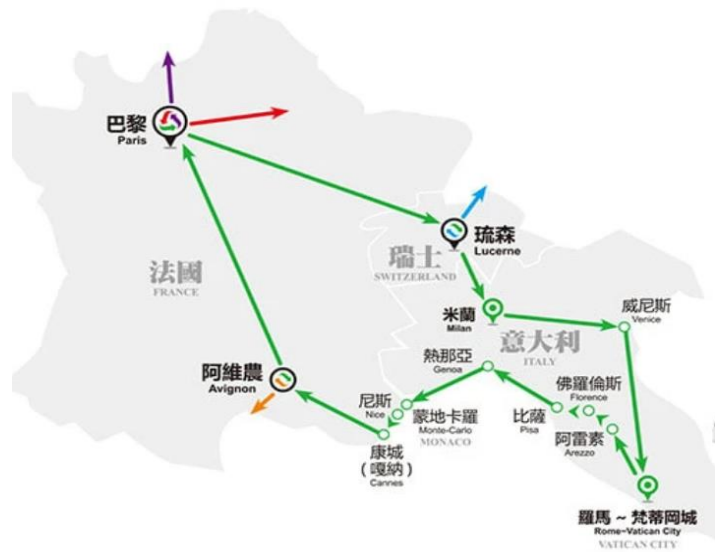 巴黎
Paris
法國
FRANCE
琉森
Lucerne
瑞士
SWITZERLAND
米蘭
Milan
威尼斯
Venice
意大利
ITALY
熱那亞
Genoa
阿維農
Avignon
尼斯
Nice
蒙地卡羅
Monte-Carlo
MONACO
康城
(嘎納)
Cannes
比薩
Pisa
佛羅倫斯
Florence
阿雷素
Arezzo
羅馬 ~ 梵蒂岡城
Rome~Vatican City
VATICAN CITY